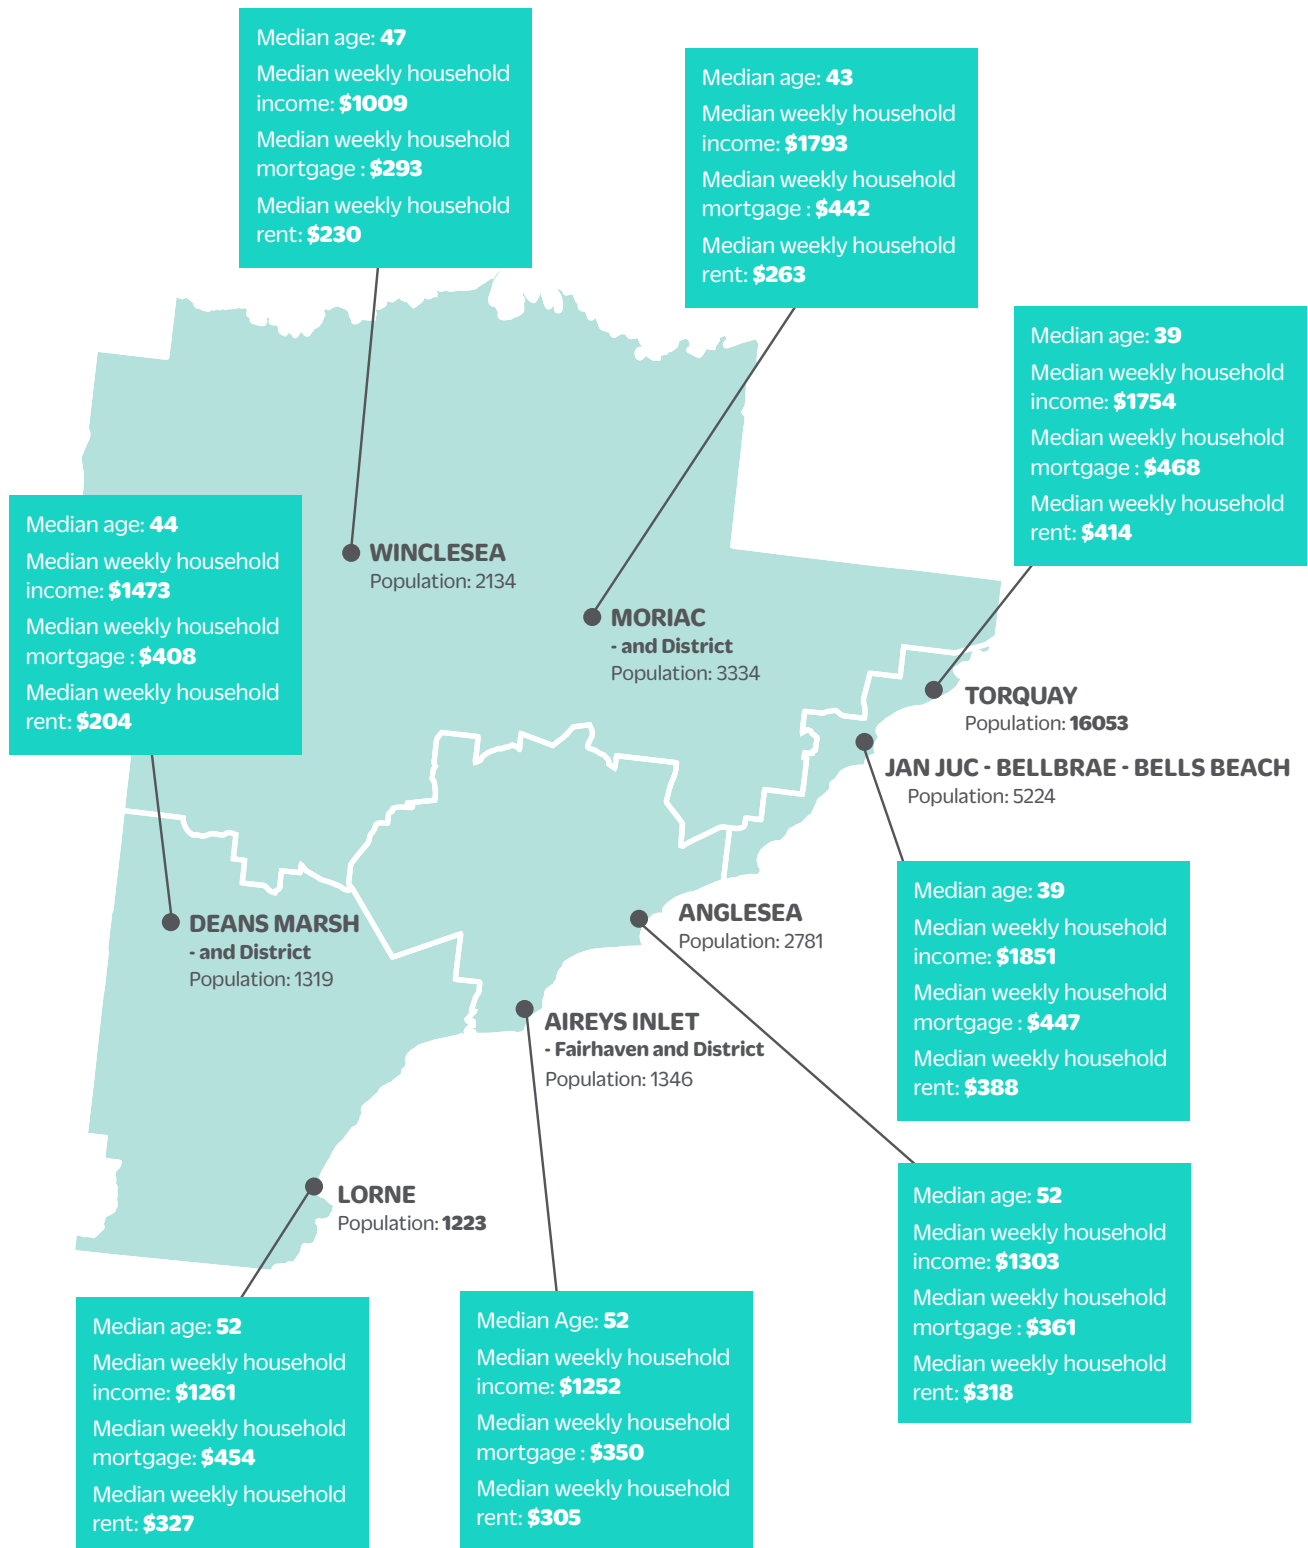 Median age: 47
Median weekly household
income: $1009
Median weekly household
mortgage : $293
Median weekly household
rent: $230
Median age: 43
Median weekly household
income: $1793
Median weekly household
mortgage : $442
Median weekly household
rent: $263
Median age: 39
Median weekly household
income: $1754
Median weekly household
mortgage : $468
Median weekly household
rent: $414
Median age: 44
Median weekly household
income: $1473
Median weekly household
mortgage : $408
Median weekly household
rent: $204
WINCLESEA
Population: 2134
MORIAC
- and District
Population: 3334
TORQUAY
Population: 16053
JAN JUC - BELLBRAE - BELLS BEACH
Population: 5224
DEANS MARSH
- and District
Population: 1319
ANGLESEA
Population: 2781
AIREYS INLET
- Fairhaven and District
Population: 1346
LORNE
Population: 1223
Median age: 39
Median weekly household
income: $1851
Median weekly household
mortgage : $447
Median weekly household
rent: $388
Median age: 52
Median weekly household
income: $1303
Median weekly household
mortgage : $361
Median weekly household
rent: $318
Median age: 52
Median weekly household
income: $1261
Median weekly household
mortgage: $454
Median weekly household
rent: $327
Median Age: 52
Median weekly household
income: $1252
Median weekly household
mortgage : $350
Median weekly household
rent: $305